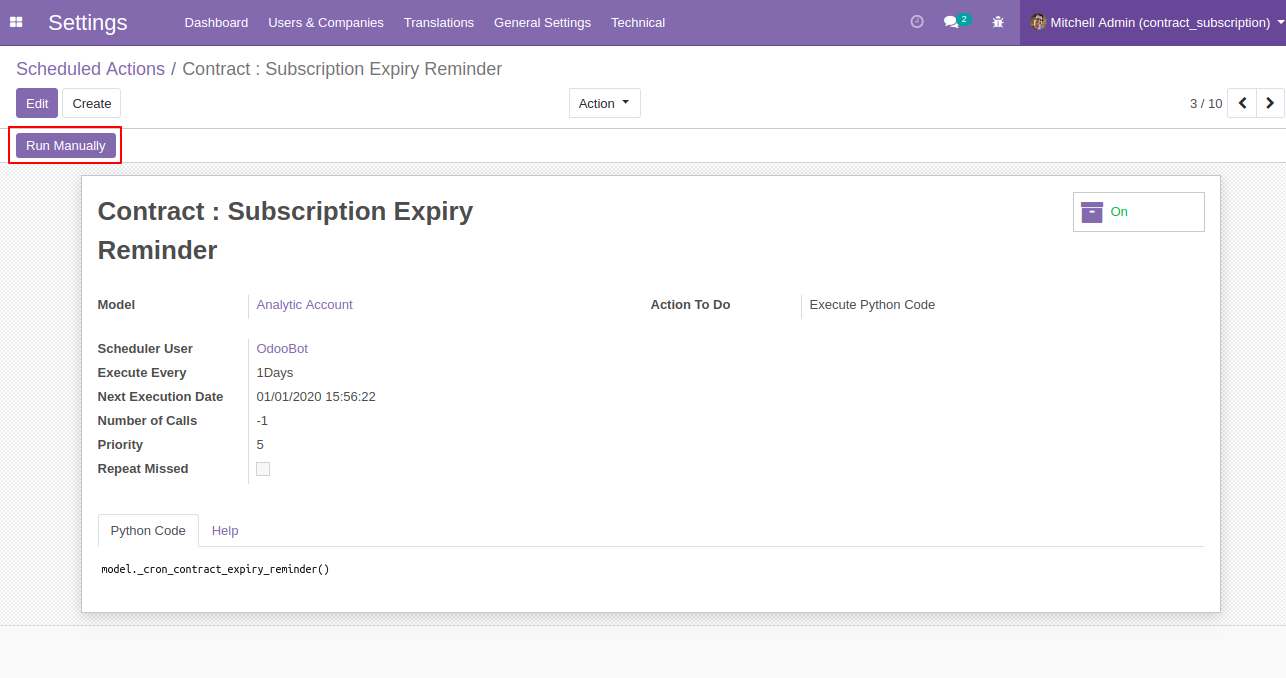 Settings Dashboard Users & Companies Translations General Settings Technical 2 Mitchell Admin (contract_subscription)
Scheduled Actions / Contract : Subscription Expiry Reminder
Edit Create Action 3 / 10
Run Manually
Contract : Subscription Expiry
Reminder
On
Model Analytic Account Action To Do Execute Python Code
Scheduler User OdooBot
Execute Every 1Days
Next Execution Date 01/01/2020 15:56:22
Number of Calls -1
Priority 5
Repeat Missed
Python Code Help
model._cron_contract_expiry_reminder()